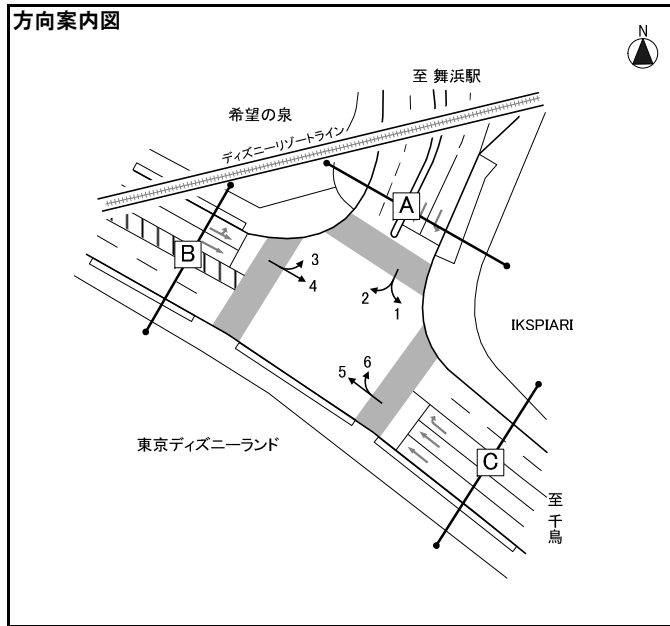 方向案内図
N
至 舞浜駅
希望の泉
ディズニーリゾートライン
A
B
3
4
2
1
IKSPIARI
5
6
東京ディズニーランド
C
至 千鳥